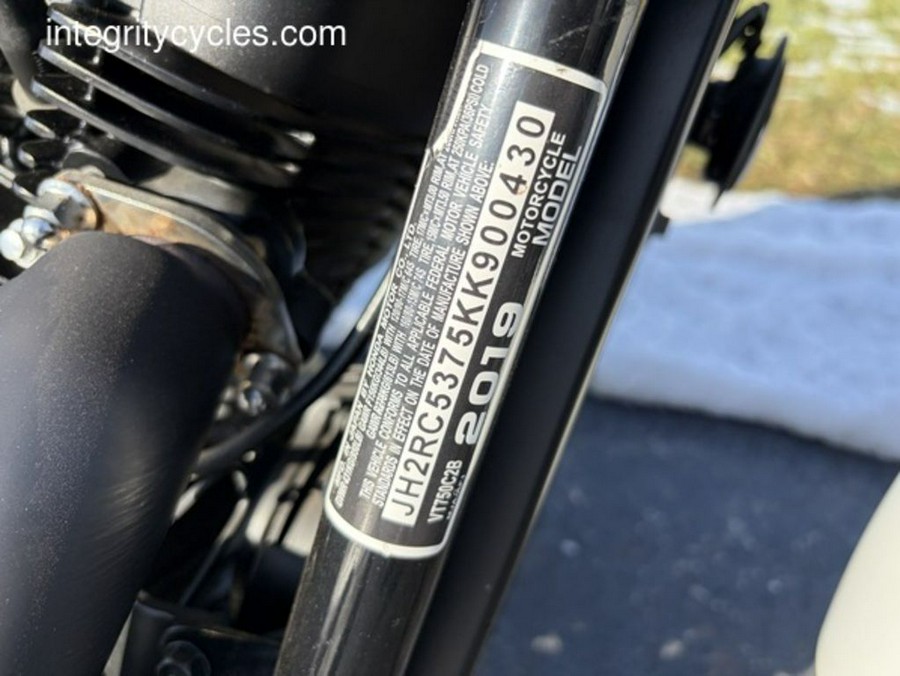 integritycycles.com
THIS VEHICLE CONFORMS TO ALL APPLICABLE FEDERAL MOTOR VEHICLE SAFETY
STANDARDS IN EFFECT ON THE DATE OF MANUFACTURE SHOWN ABOVE.
JH2RC5375KK900430
VT750C2B
2019
MOTORCYCLE
MODEL